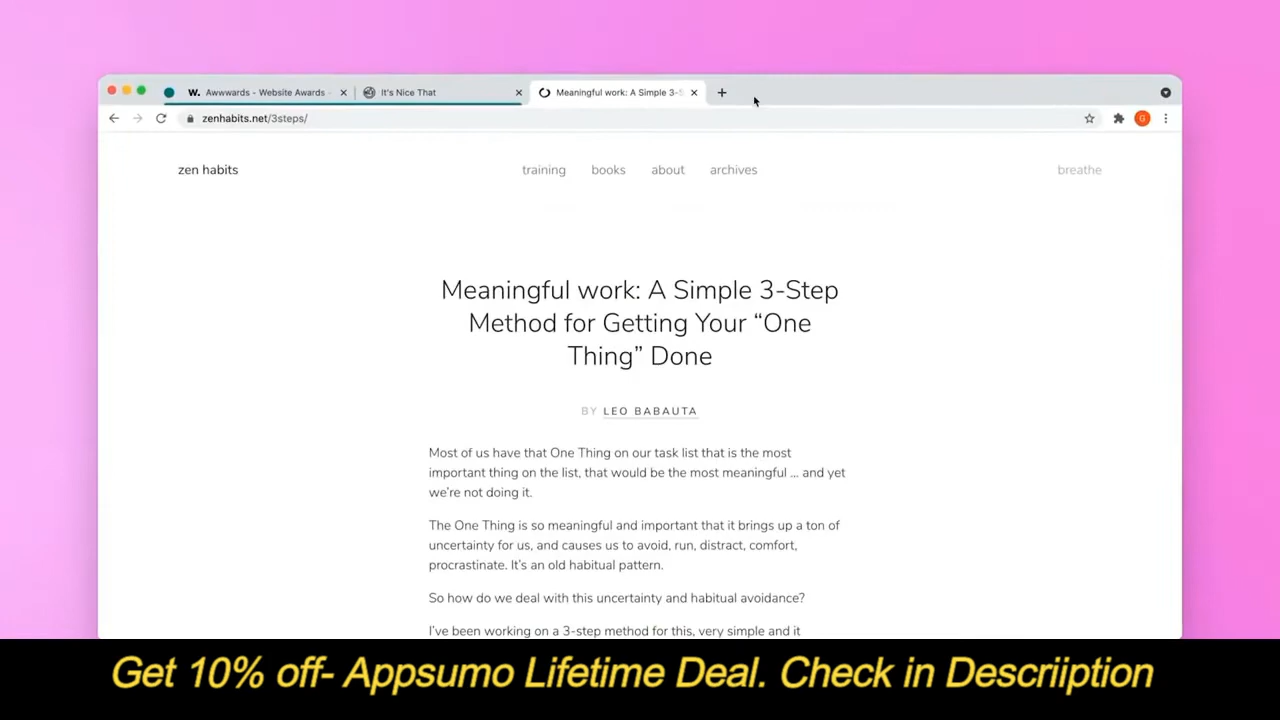 W. Awwwards - Website Awards - It's Nice That Meaningful work: A Simple 3-S
zenhabits.net/3steps/ G
zen habits training books about archives breathe
Meaningful work: A Simple 3-Step
Method for Getting Your “One
Thing” Done
BY LEO BABAUTA
Most of us have that One Thing on our task list that is the most
important thing on the list, that would be the most meaningful … and yet
we’re not doing it.
The One Thing is so meaningful and important that it brings up a ton of
uncertainty for us, and causes us to avoid, run, distract, comfort,
procrastinate. It’s an old habitual pattern.
So how do we deal with this uncertainty and habitual avoidance?
I’ve been working on a 3-step method for this, very simple and it
Get 10% off- Appsumo Lifetime Deal. Check in Descriiption